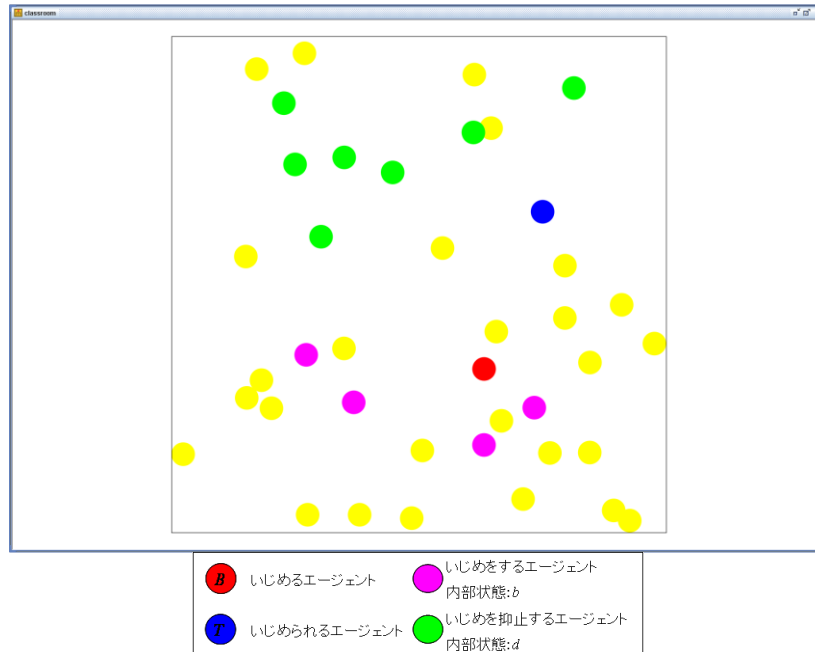 classroom
B いじめるエージェント
いじめをするエージェント
内部状態:b
T いじめられるエージェント
いじめを抑止するエージェント
内部状態:d